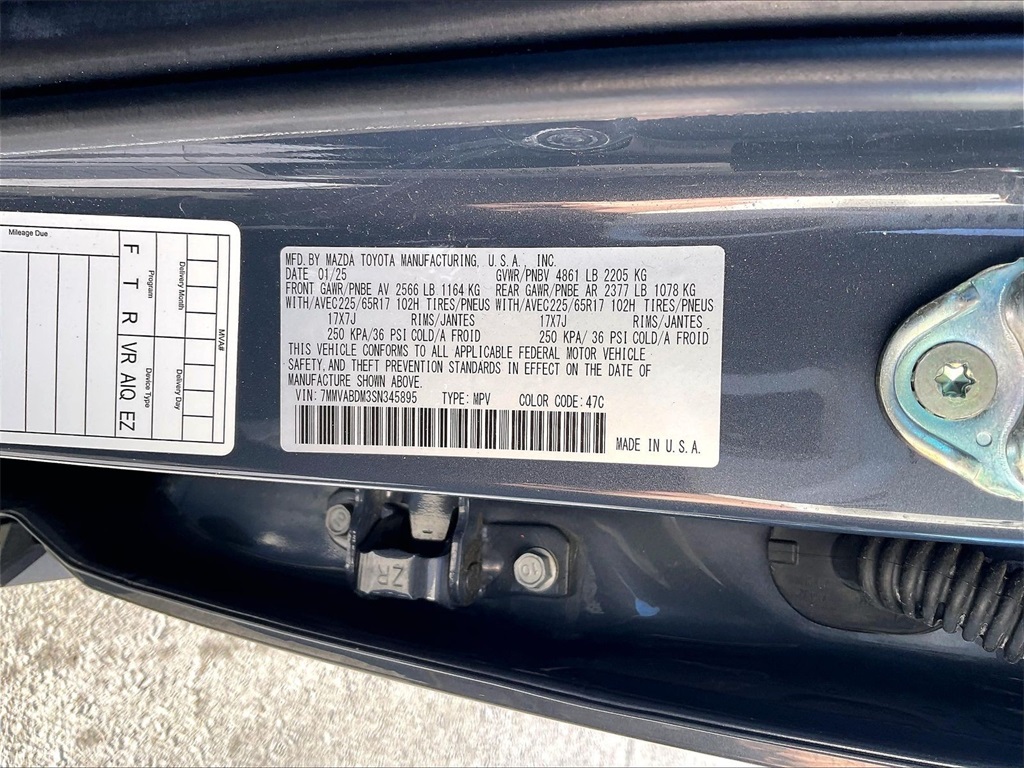 MFD. BY MAZDA TOYOTA MANUFACTURING, U.S.A., INC.
DATE 01/25 GVWR/PNBV 4861 LB 2205 KG
FRONT GAWR/PNBE AV 2566 LB 1164 KG REAR GAWR/PNBE AR 2377 LB 1078 KG
WITH/AVEC225/65R17 102H TIRES/PNEUS WITH/AVEC225/65R17 102H TIRES/PNEUS
17X7J RIMS/JANTES 17X7J RIMS/JANTES
250 KPA/36 PSI COLD/A FROID 250 KPA/ 36 PSI COLD/A FROID
THIS VEHICLE CONFORMS TO ALL APPLICABLE FEDERAL MOTOR VEHICLE
SAFETY, AND THEFT PREVENTION STANDARDS IN EFFECT ON THE DATE OF
MANUFACTURE SHOWN ABOVE.
VIN: 7MMVABDM3SN345895 TYPE: MPV COLOR CODE: 47C
MADE IN U.S.A.
Mileage Due
F T R VR AIQ EZ
Program Device Type
Delivery Month Delivery Day
MVA#
ZR
10